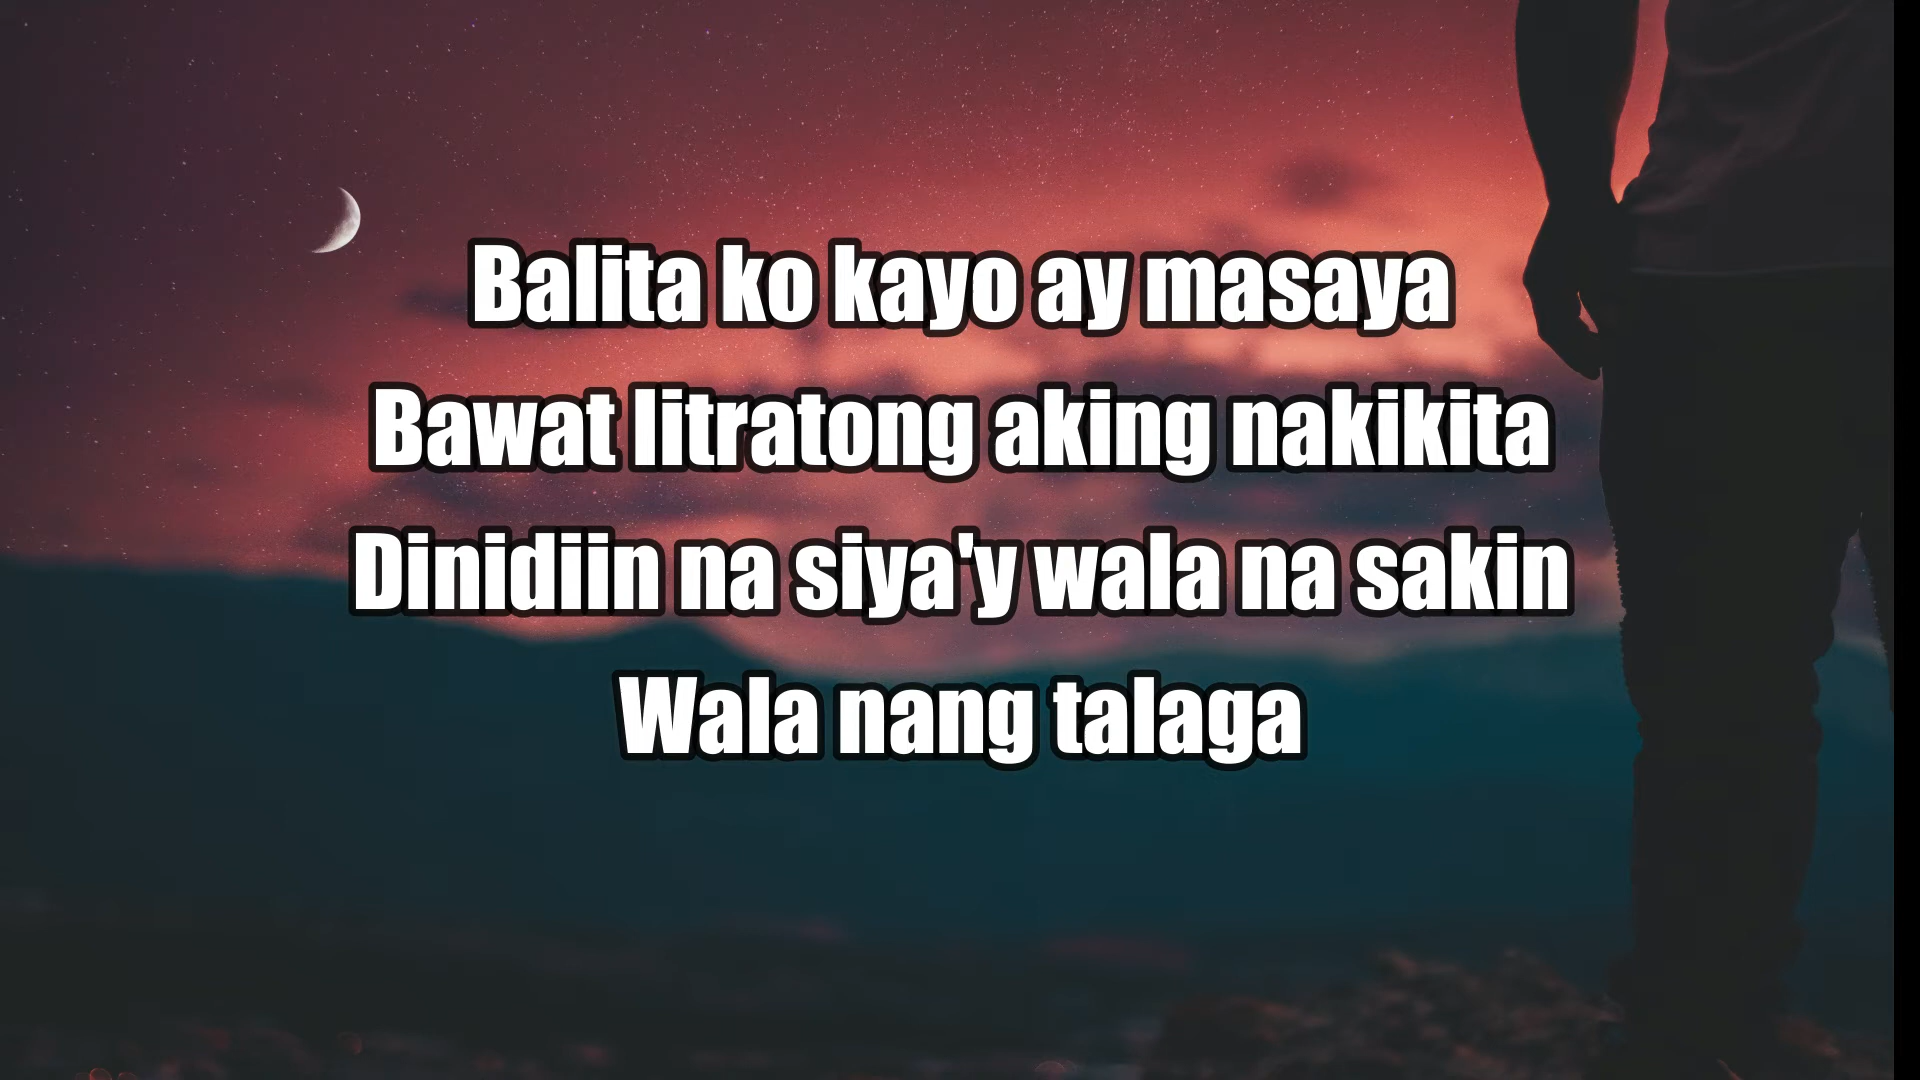 Balita ko kayo ay masaya
Bawat litratong aking nakikita
Dinidiin na siya'y wala na sakin
Wala nang talaga